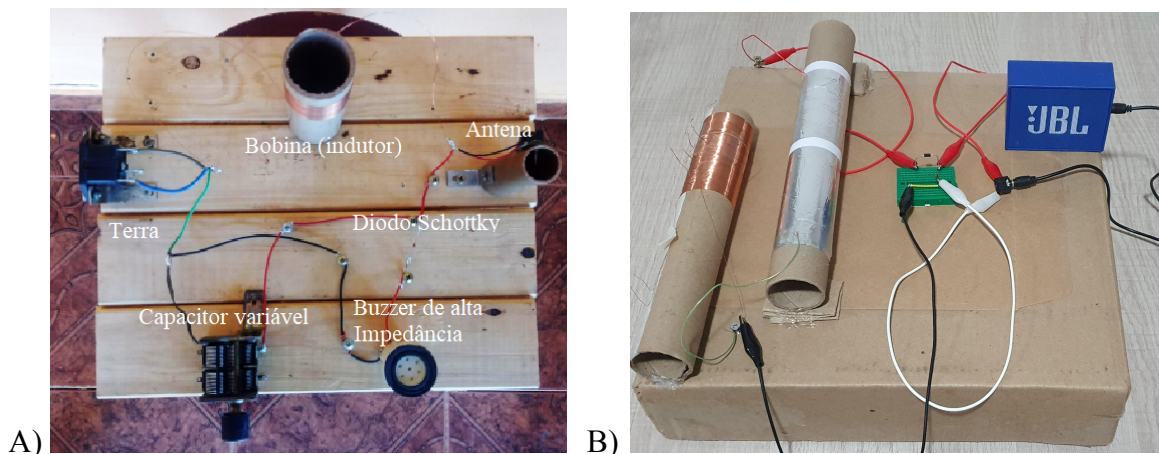 Bobina (indutor)
Antena
Terra
Diodo Schottky
Capacitor variável
Buzzer de alta
Impedância
JBL
A)
B)